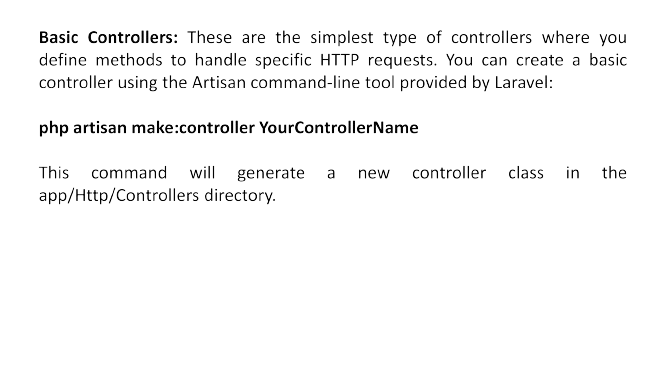 Basic Controllers: These are the simplest type of controllers where you
define methods to handle specific HTTP requests. You can create a basic
controller using the Artisan command-line tool provided by Laravel:
php artisan make:controller YourControllerName
This command will generate a new controller class in the
app/Http/Controllers directory.